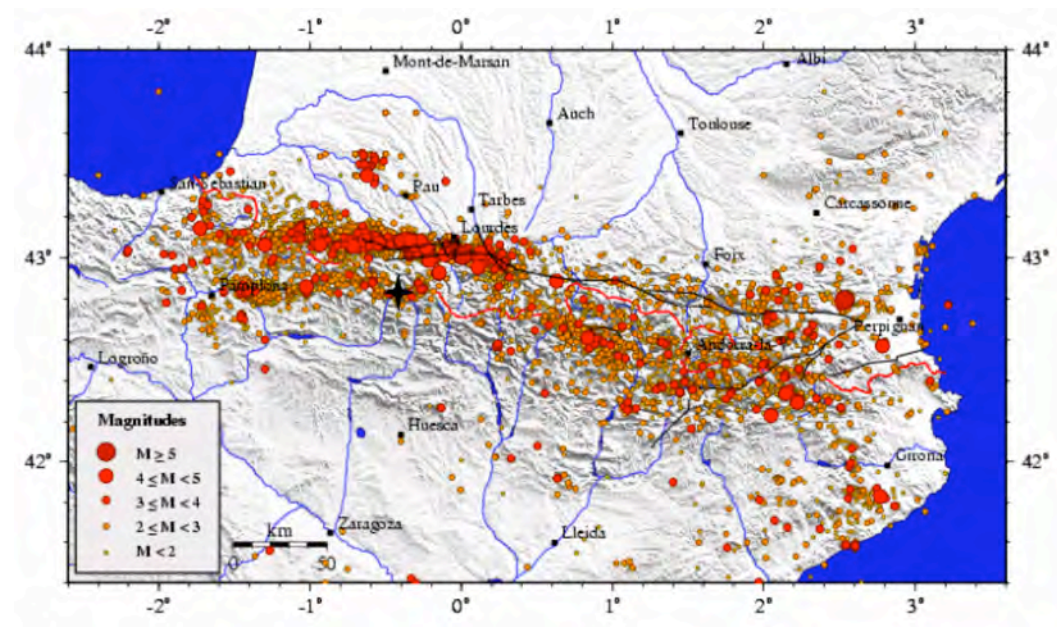 -2° -1° 0° 1° 2° 3°
44° 44°
Mont-de-Marsan
Albi
Auch
Toulouse
San-Sebastian
Pau
Tarbes
Carcassonne
Lourdes
43° 43°
Foix
Pamplona
Perpignan
Andorra-la
Logroño
Magnitudes
Huesca
M ≥ 5
42° 42°
Girona
4 ≤ M < 5
3 ≤ M < 4
2 ≤ M < 3
km
Zaragoza
M < 2
Lleida
0
-2° -1° 0° 1° 2° 3°